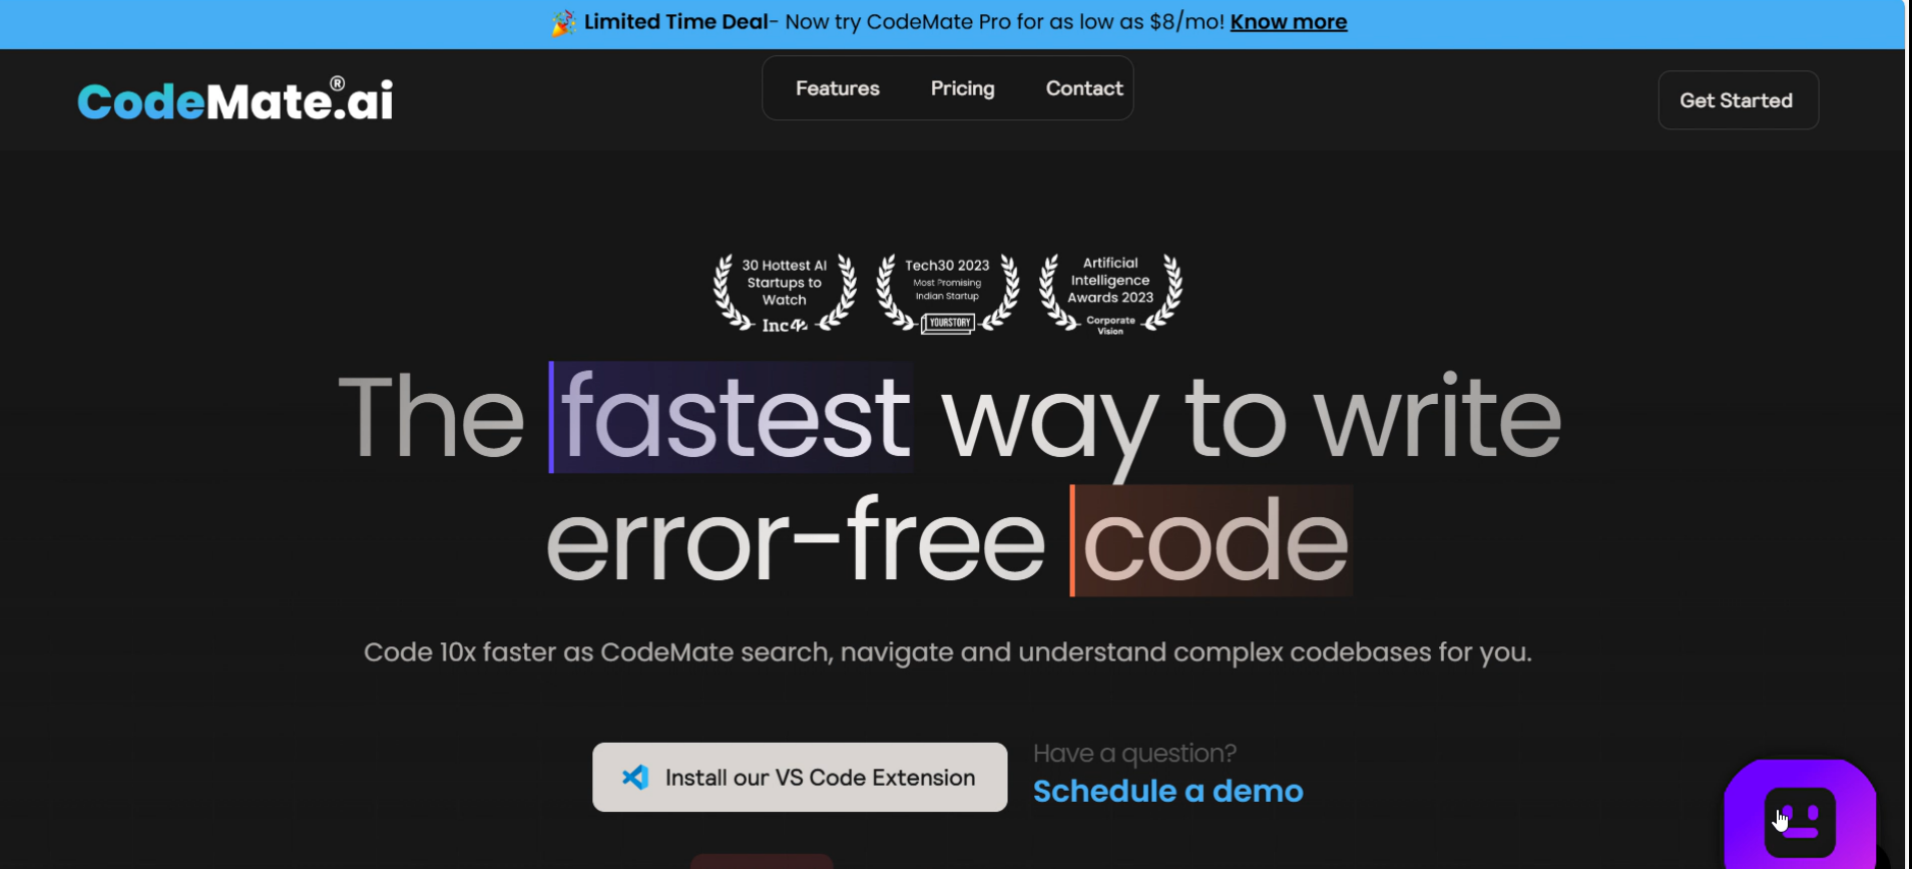 🎉 Limited Time Deal- Now try CodeMate Pro for as low as $8/mo! Know more
CodeMate.ai®
Features Pricing Contact
Get Started
30 Hottest AI
Startups to
Watch
Inc42
Tech30 2023
Most Promising
Indian Startup
YOURSTORY
Artificial
Intelligence
Awards 2023
Corporate
Vision
The fastest way to write
error-free code
Code 10x faster as CodeMate search, navigate and understand complex codebases for you.
Install our VS Code Extension
Have a question?
Schedule a demo